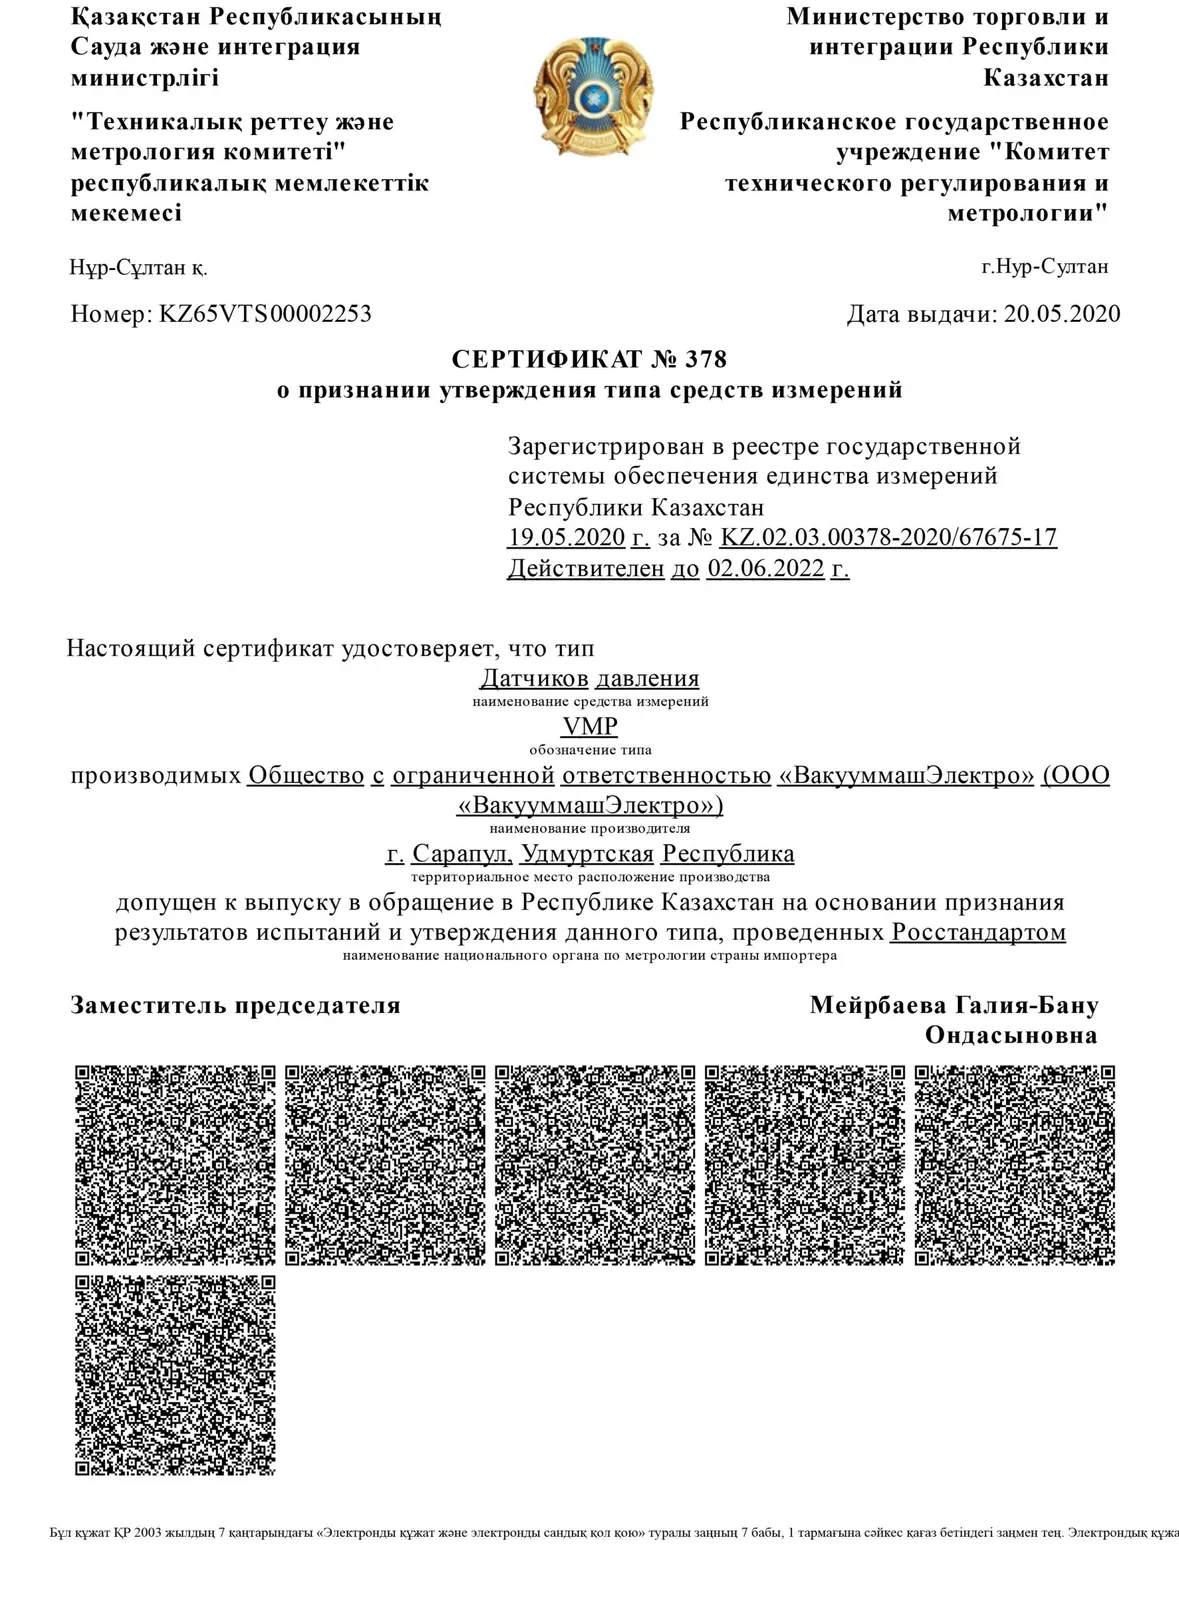 Қазақстан Республикасының
Сауда және интеграция
министрлігі
"Техникалық реттеу және
метрология комитеті"
республикалық мемлекеттік
мекемесі
Министерство торговли и
интеграции Республики
Казахстан
Республиканское государственное
учреждение "Комитет
технического регулирования и
метрологии"
Нұр-Сұлтан қ.
г.Нур-Султан
Номер: KZ65VTS00002253
Дата выдачи: 20.05.2020
СЕРТИФИКАТ № 378
о признании утверждения типа средств измерений
Зарегистрирован в реестре государственной
системы обеспечения единства измерений
Республики Казахстан
19.05.2020 г. за № KZ.02.03.00378-2020/67675-17
Действителен до 02.06.2022 г.
Настоящий сертификат удостоверяет, что тип
Датчиков давления
наименование средства измерений
VMP
обозначение типа
производимых Общество с ограниченной ответственностью «ВакууммашЭлектро» (ООО
«ВакууммашЭлектро»)
наименование производителя
г. Сарапул, Удмуртская Республика
территориальное место расположение производства
допущен к выпуску в обращение в Республике Казахстан на основании признания
результатов испытаний и утверждения данного типа, проведенных Росстандартом
наименование национального органа по метрологии страны импортера
Заместитель председателя
Мейрбаева Галия-Бану
Ондасыновна
Бұл құжат ҚР 2003 жылдың 7 қаңтарындағы «Электронды құжат және электронды сандық қол қою» туралы заңның 7 бабы, 1 тармағына сәйкес қағаз бетіндегі заңмен тең. Электрондық құжа